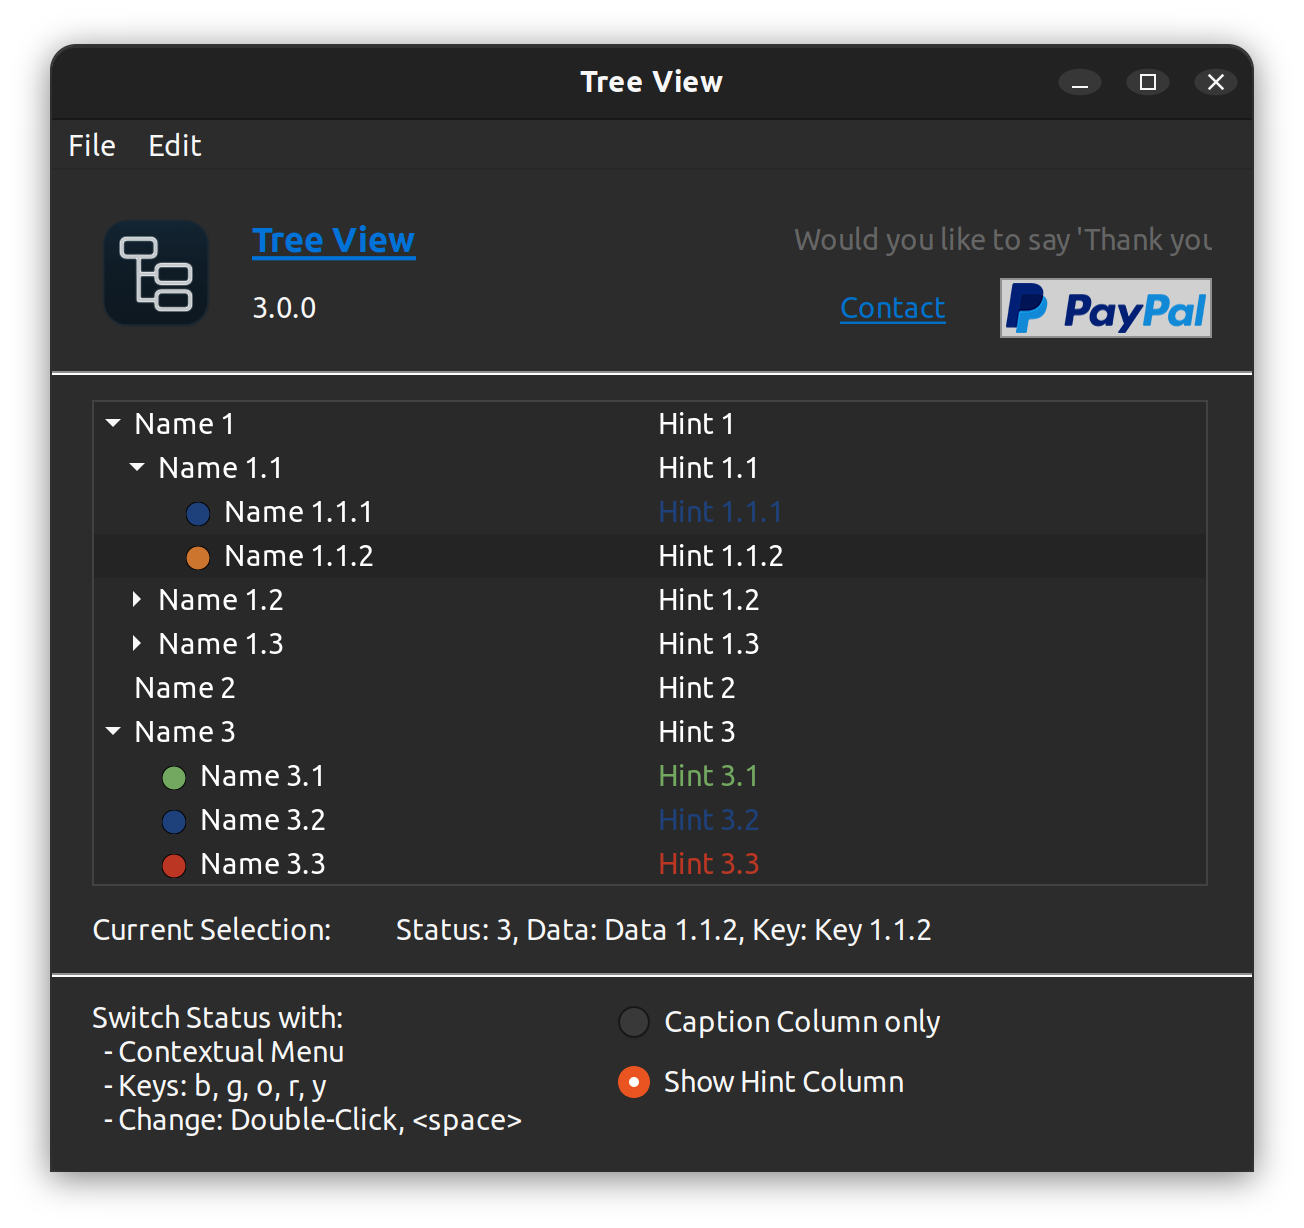 Tree View
File Edit
Tree View
Would you like to say 'Thank you
3.0.0
Contact
PayPal
Name 1 Hint 1
Name 1.1 Hint 1.1
Name 1.1.1 Hint 1.1.1
Name 1.1.2 Hint 1.1.2
Name 1.2 Hint 1.2
Name 1.3 Hint 1.3
Name 2 Hint 2
Name 3 Hint 3
Name 3.1 Hint 3.1
Name 3.2 Hint 3.2
Name 3.3 Hint 3.3
Current Selection: Status: 3, Data: Data 1.1.2, Key: Key 1.1.2
Switch Status with:
- Contextual Menu
- Keys: b, g, o, r, y
- Change: Double-Click, <space>
Caption Column only
Show Hint Column